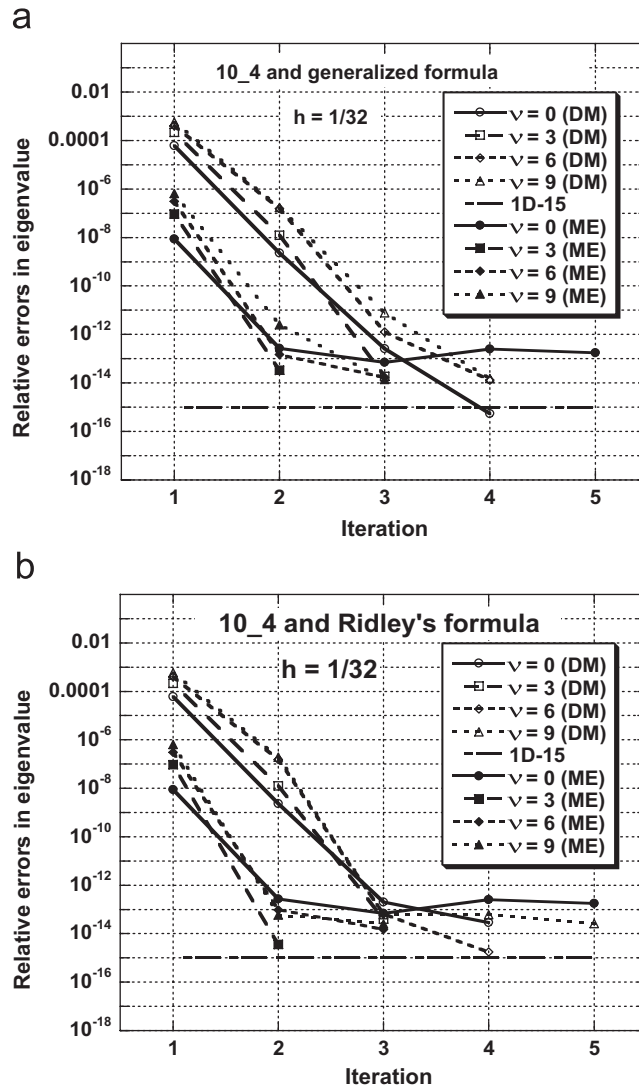 a
10_4 and generalized formula
h = 1/32
Relative errors in eigenvalue
0.01
0.0001
10^-6
10^-8
10^-10
10^-12
10^-14
10^-16
10^-18
ν = 0 (DM)
ν = 3 (DM)
ν = 6 (DM)
ν = 9 (DM)
1D-15
ν = 0 (ME)
ν = 3 (ME)
ν = 6 (ME)
ν = 9 (ME)
1 2 3 4 5
Iteration
b
10_4 and Ridley's formula
h = 1/32
Relative errors in eigenvalue
0.01
0.0001
10^-6
10^-8
10^-10
10^-12
10^-14
10^-16
10^-18
ν = 0 (DM)
ν = 3 (DM)
ν = 6 (DM)
ν = 9 (DM)
1D-15
ν = 0 (ME)
ν = 3 (ME)
ν = 6 (ME)
ν = 9 (ME)
1 2 3 4 5
Iteration